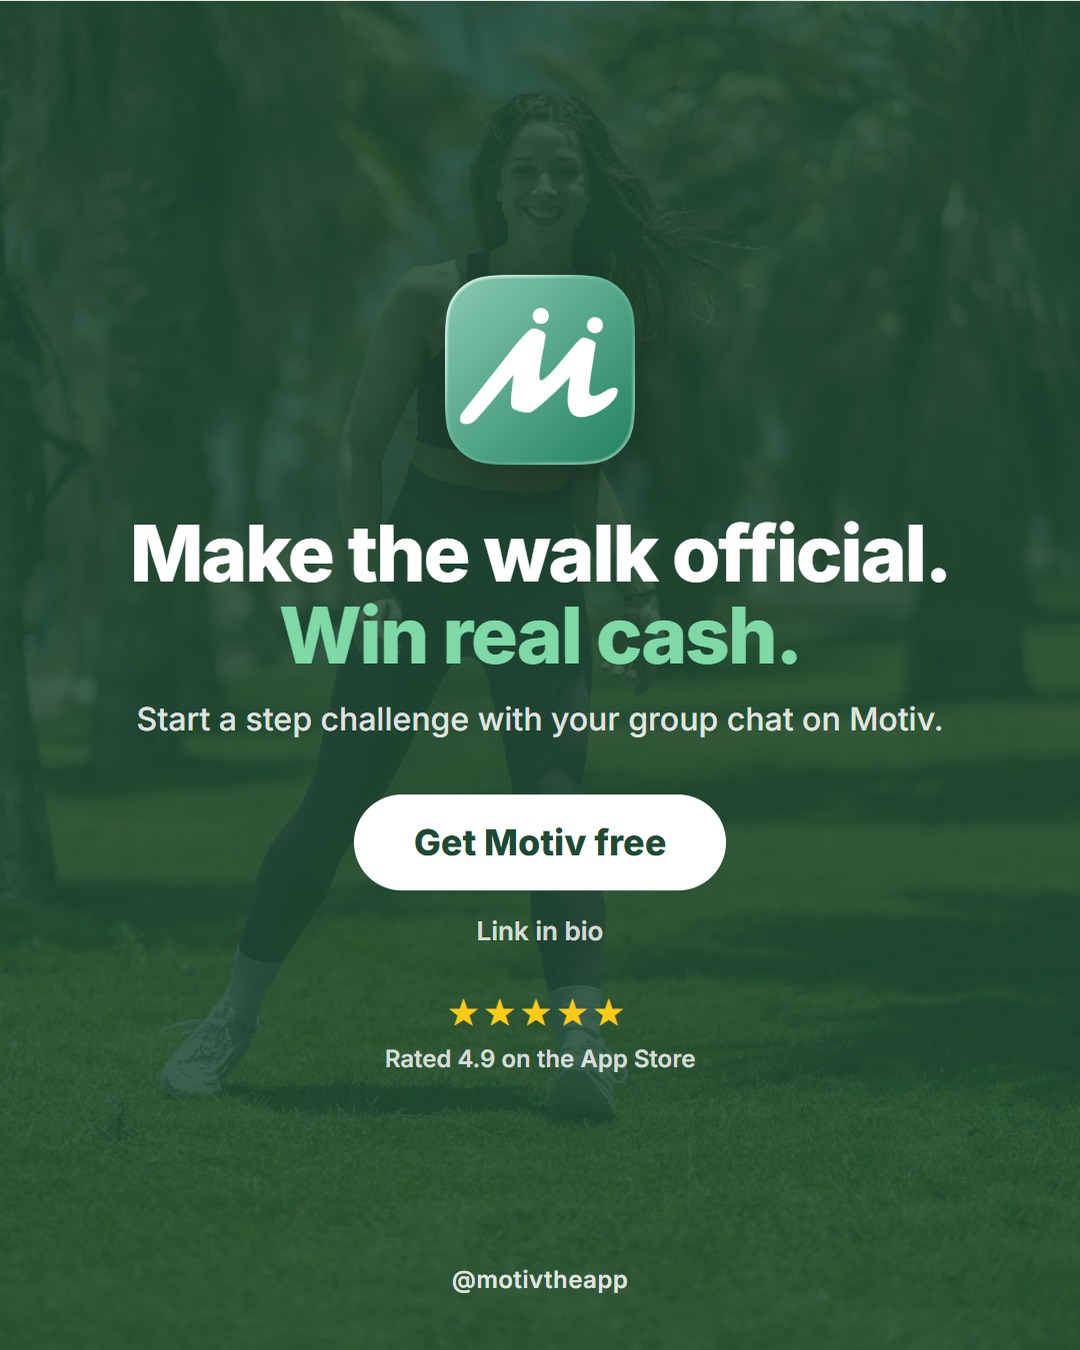 Make the walk official.
Win real cash.
Start a step challenge with your group chat on Motiv.
Get Motiv free
Link in bio
★★★★★
Rated 4.9 on the App Store
@motivtheapp